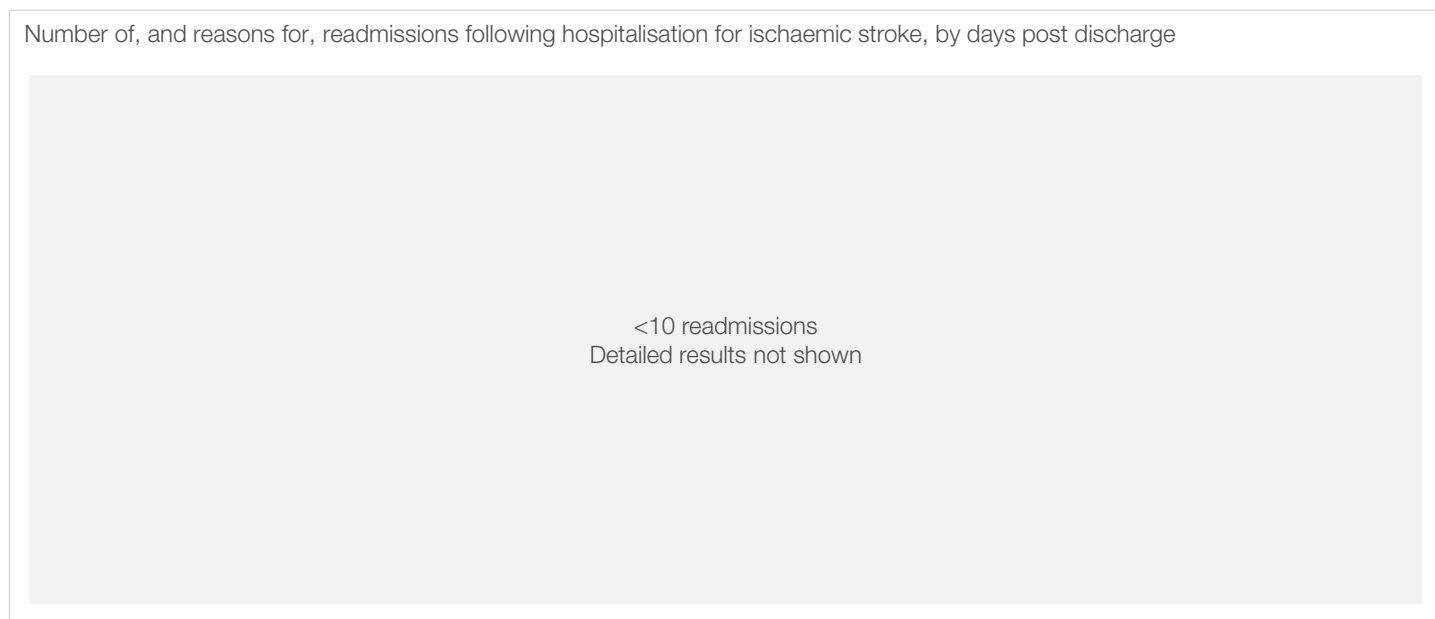 Number of, and reasons for, readmissions following hospitalisation for ischaemic stroke, by days post discharge
<10 readmissions
Detailed results not shown